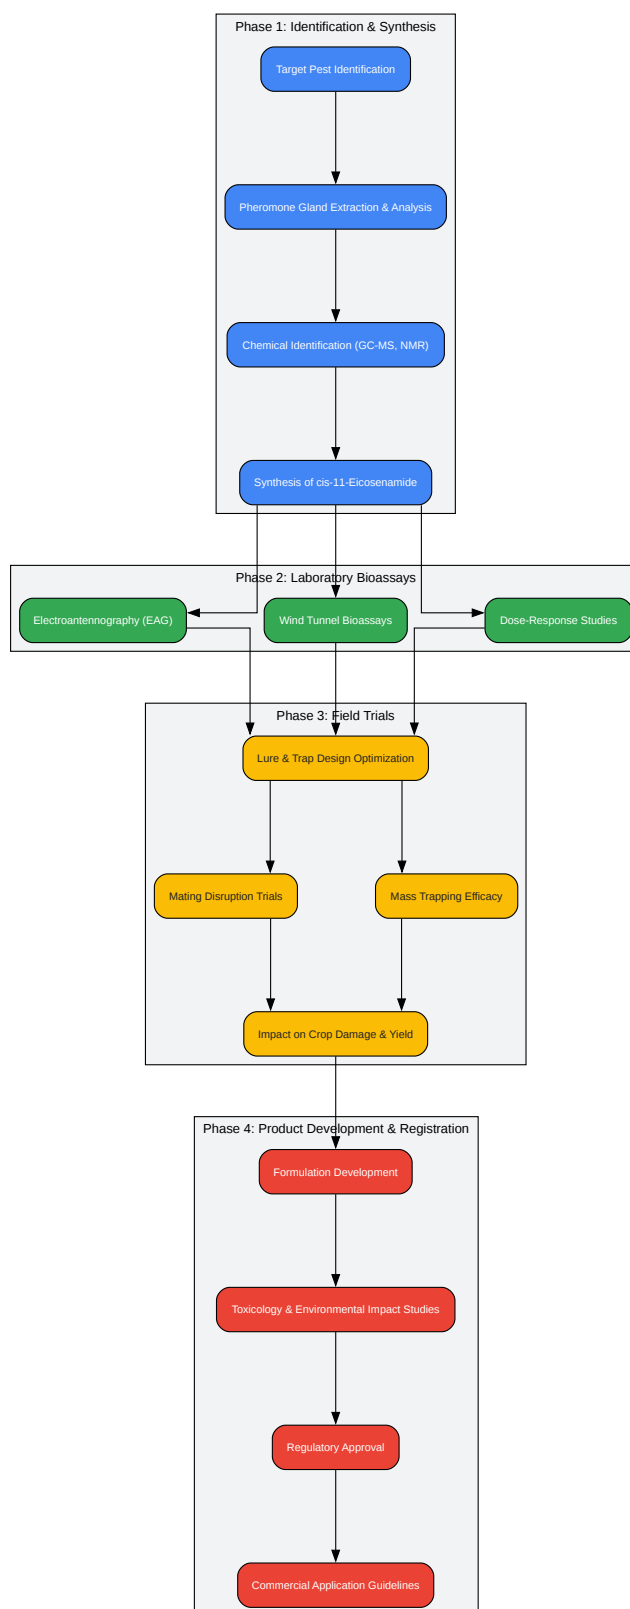 Phase 1: Identification & Synthesis
Target Pest Identification
Pheromone Gland Extraction & Analysis
Chemical Identification (GC-MS, NMR)
Synthesis of cis-11-Eicosenamide
Phase 2: Laboratory Bioassays
Electroantennography (EAG)
Wind Tunnel Bioassays
Dose-Response Studies
Phase 3: Field Trials
Lure & Trap Design Optimization
Mating Disruption Trials
Mass Trapping Efficacy
Impact on Crop Damage & Yield
Phase 4: Product Development & Registration
Formulation Development
Toxicology & Environmental Impact Studies
Regulatory Approval
Commercial Application Guidelines